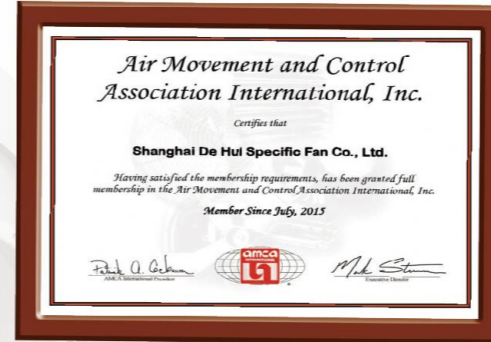 Air Movement and Control
Association International, Inc.
Certifies that
Shanghai De Hui Specific Fan Co., Ltd.
Having satisfied the membership requirements, has been granted full
membership in the Air Movement and Control Association International, Inc.
Member Since July, 2015
amca
INTERNATIONAL
AMCA International President
Executive Director